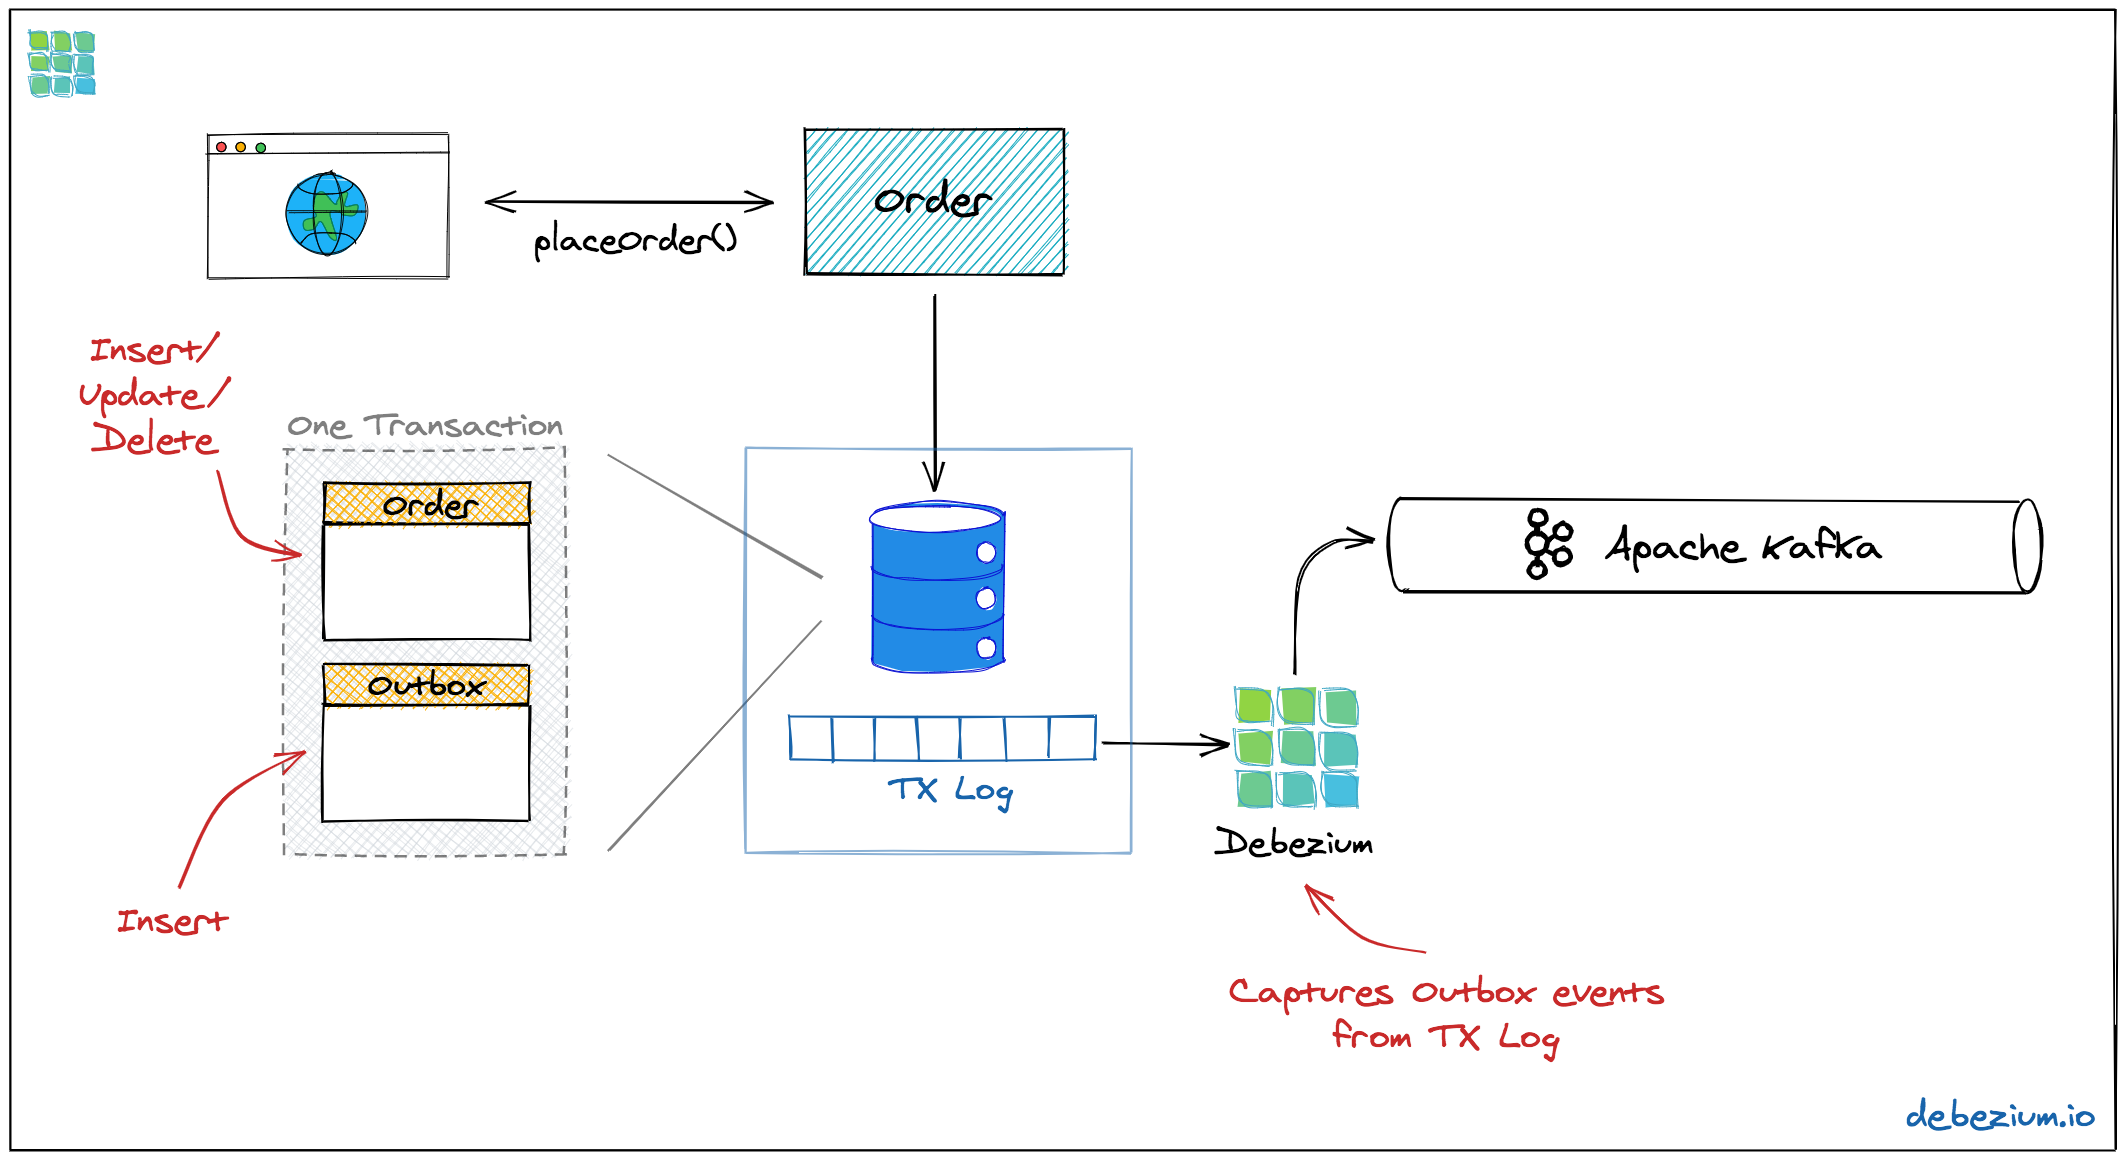 placeOrder()
Order
Insert/
Update/
Delete
One Transaction
Order
Outbox
Insert
TX Log
Apache Kafka
Debezium
Captures Outbox events
from TX Log
debezium.io